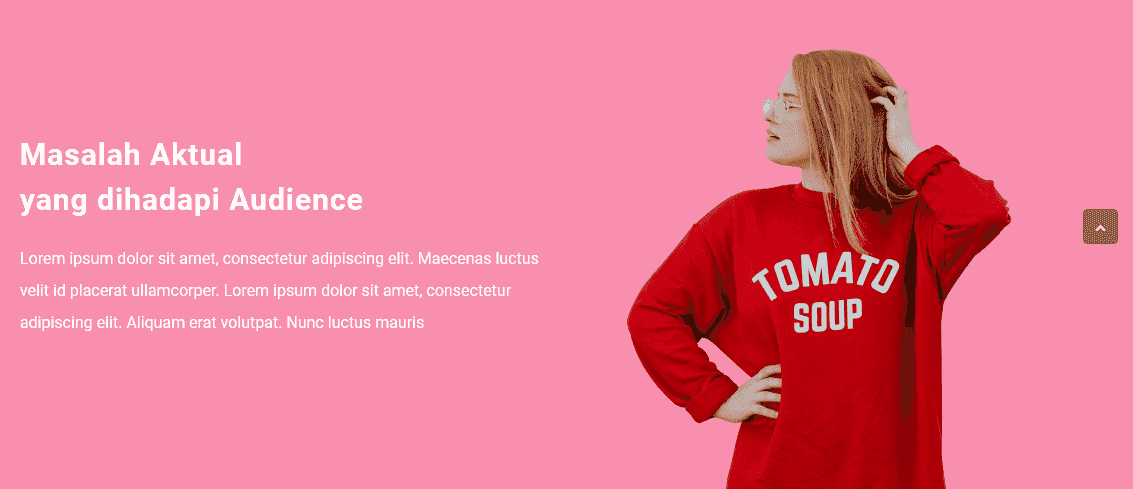 Masalah Aktual
yang dihadapi Audience
Lorem ipsum dolor sit amet, consectetur adipiscing elit. Maecenas luctus
velit id placerat ullamcorper. Lorem ipsum dolor sit amet, consectetur
adipiscing elit. Aliquam erat volutpat. Nunc luctus mauris
TOMATO
SOUP